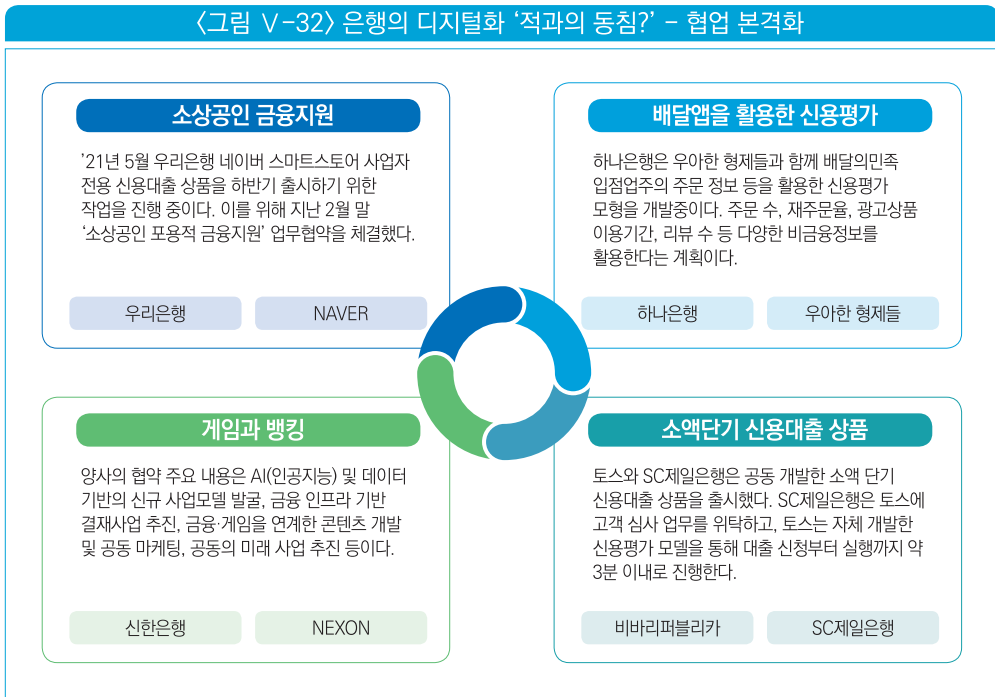 〈그림 Ⅴ-32〉 은행의 디지털화 ‘적과의 동침?’ - 협업 본격화
소상공인 금융지원
’21년 5월 우리은행 네이버 스마트스토어 사업자
전용 신용대출 상품을 하반기 출시하기 위한
작업을 진행 중이다. 이를 위해 지난 2월 말
‘소상공인 포용적 금융지원’ 업무협약을 체결했다.
우리은행
NAVER
배달앱을 활용한 신용평가
하나은행은 우아한 형제들과 함께 배달의민족
입점업주의 주문 정보 등을 활용한 신용평가
모형을 개발중이다. 주문 수, 재주문율, 광고상품
이용기간, 리뷰 수 등 다양한 비금융정보를
활용한다는 계획이다.
하나은행
우아한 형제들
게임과 뱅킹
양사의 협약 주요 내용은 AI(인공지능) 및 데이터
기반의 신규 사업모델 발굴, 금융 인프라 기반
결재사업 추진, 금융·게임을 연계한 콘텐츠 개발
및 공동 마케팅, 공동의 미래 사업 추진 등이다.
신한은행
NEXON
소액단기 신용대출 상품
토스와 SC제일은행은 공동 개발한 소액 단기
신용대출 상품을 출시했다. SC제일은행은 토스에
고객 심사 업무를 위탁하고, 토스는 자체 개발한
신용평가 모델을 통해 대출 신청부터 실행까지 약
3분 이내로 진행한다.
비바리퍼블리카
SC제일은행